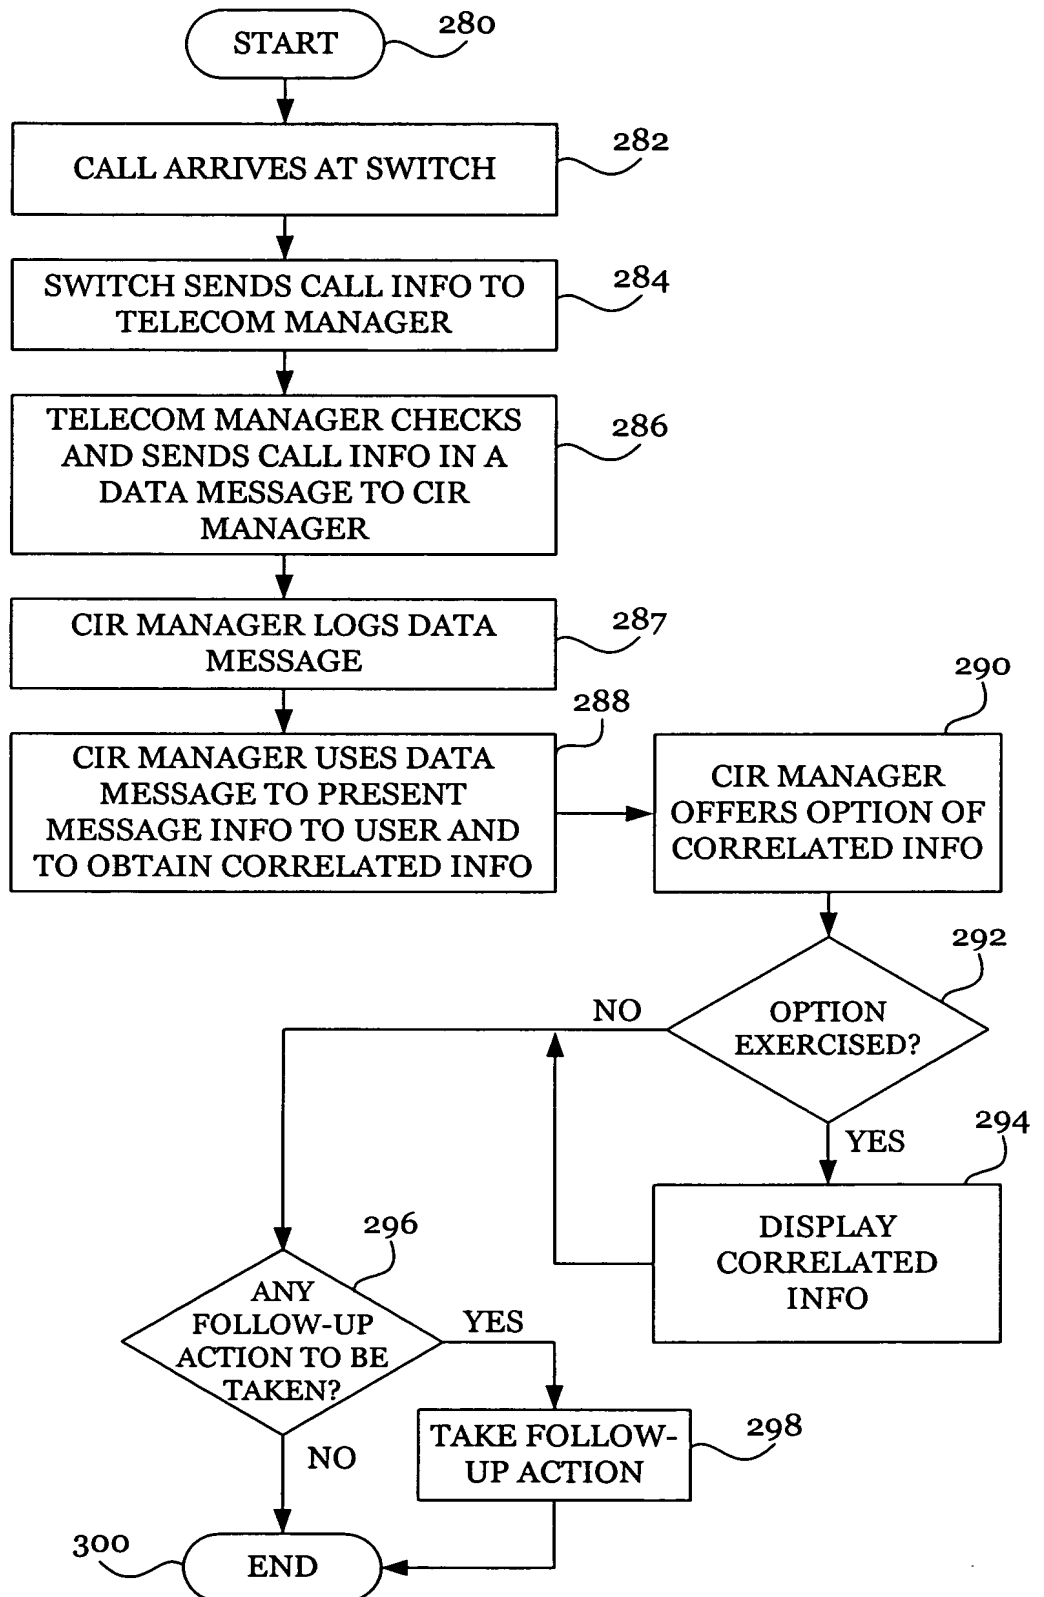 START
280
CALL ARRIVES AT SWITCH
282
SWITCH SENDS CALL INFO TO
TELECOM MANAGER
284
TELECOM MANAGER CHECKS
AND SENDS CALL INFO IN A
DATA MESSAGE TO CIR
MANAGER
286
CIR MANAGER LOGS DATA
MESSAGE
287
CIR MANAGER USES DATA
MESSAGE TO PRESENT
MESSAGE INFO TO USER AND
TO OBTAIN CORRELATED INFO
288
CIR MANAGER
OFFERS OPTION OF
CORRELATED INFO
290
OPTION
EXERCISED?
292
NO
YES
DISPLAY
CORRELATED
INFO
294
ANY
FOLLOW-UP
ACTION TO BE
TAKEN?
296
YES
NO
TAKE FOLLOW-
UP ACTION
298
END
300